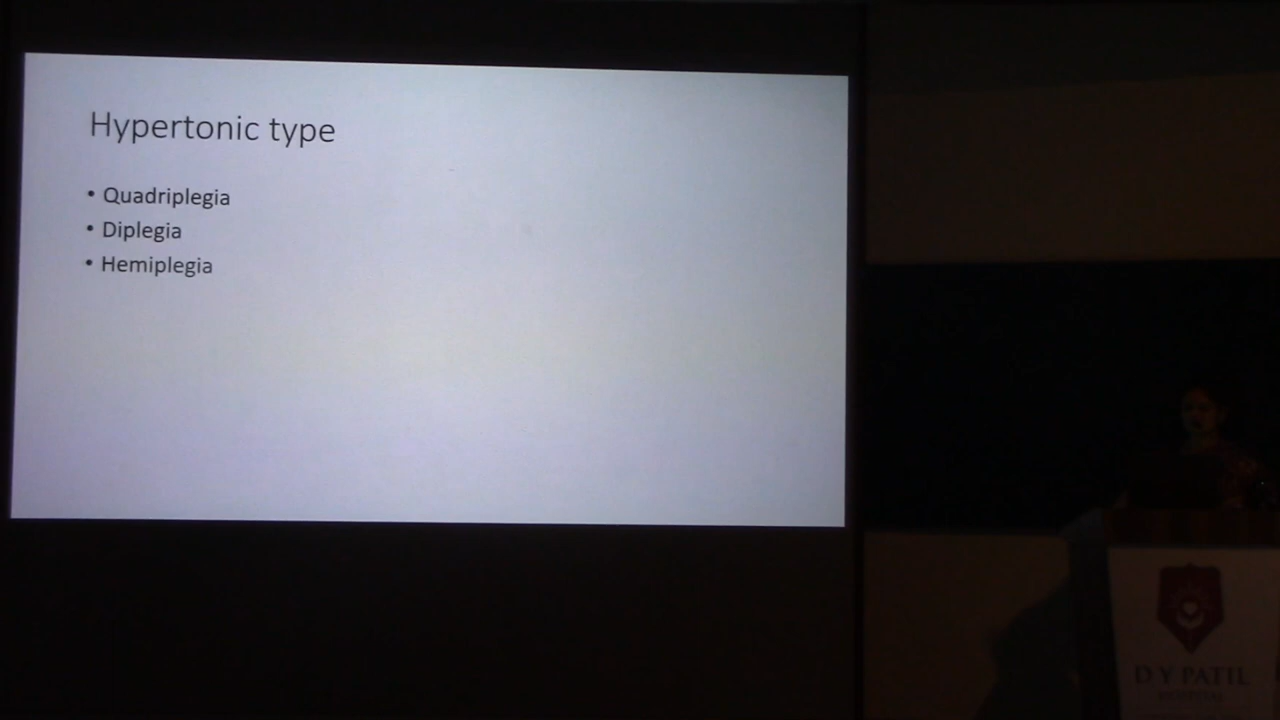 Hypertonic type
• Quadriplegia
• Diplegia
• Hemiplegia
D Y PATIL